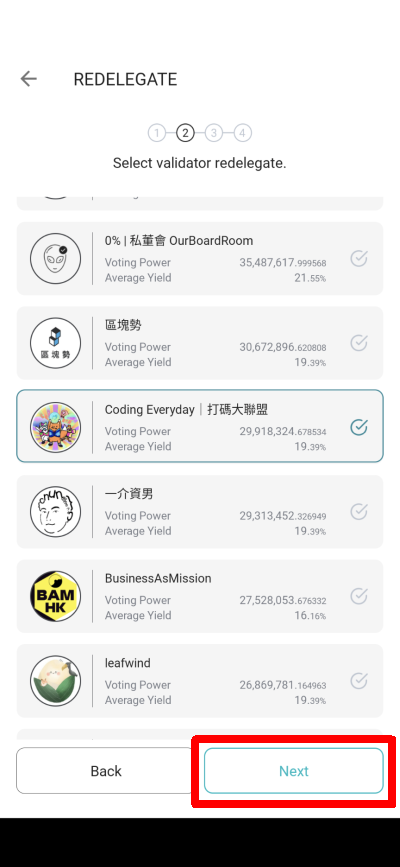 REDELEGATE
1 2 3 4
Select validator redelegate.
0% | 私董會 OurBoardRoom
Voting Power 35,487,617.999568
Average Yield 21.55%
區塊勢
區塊勢
Voting Power 30,672,896.620808
Average Yield 19.39%
Coding Everyday｜打碼大聯盟
Voting Power 29,918,324.678534
Average Yield 19.39%
一介資男
Voting Power 29,313,452.326949
Average Yield 19.39%
BusinessAsMission
BAM
HK
Voting Power 27,528,053.676332
Average Yield 16.16%
leafwind
Voting Power 26,869,781.164963
Average Yield 19.39%
Back Next